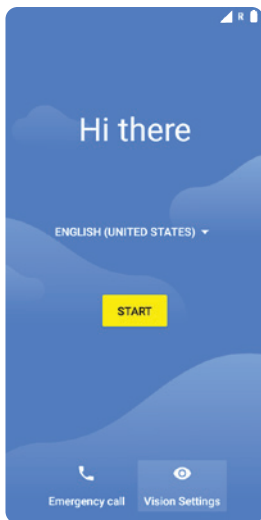 R
Hi there
ENGLISH (UNITED STATES)
START
Emergency call Vision Settings